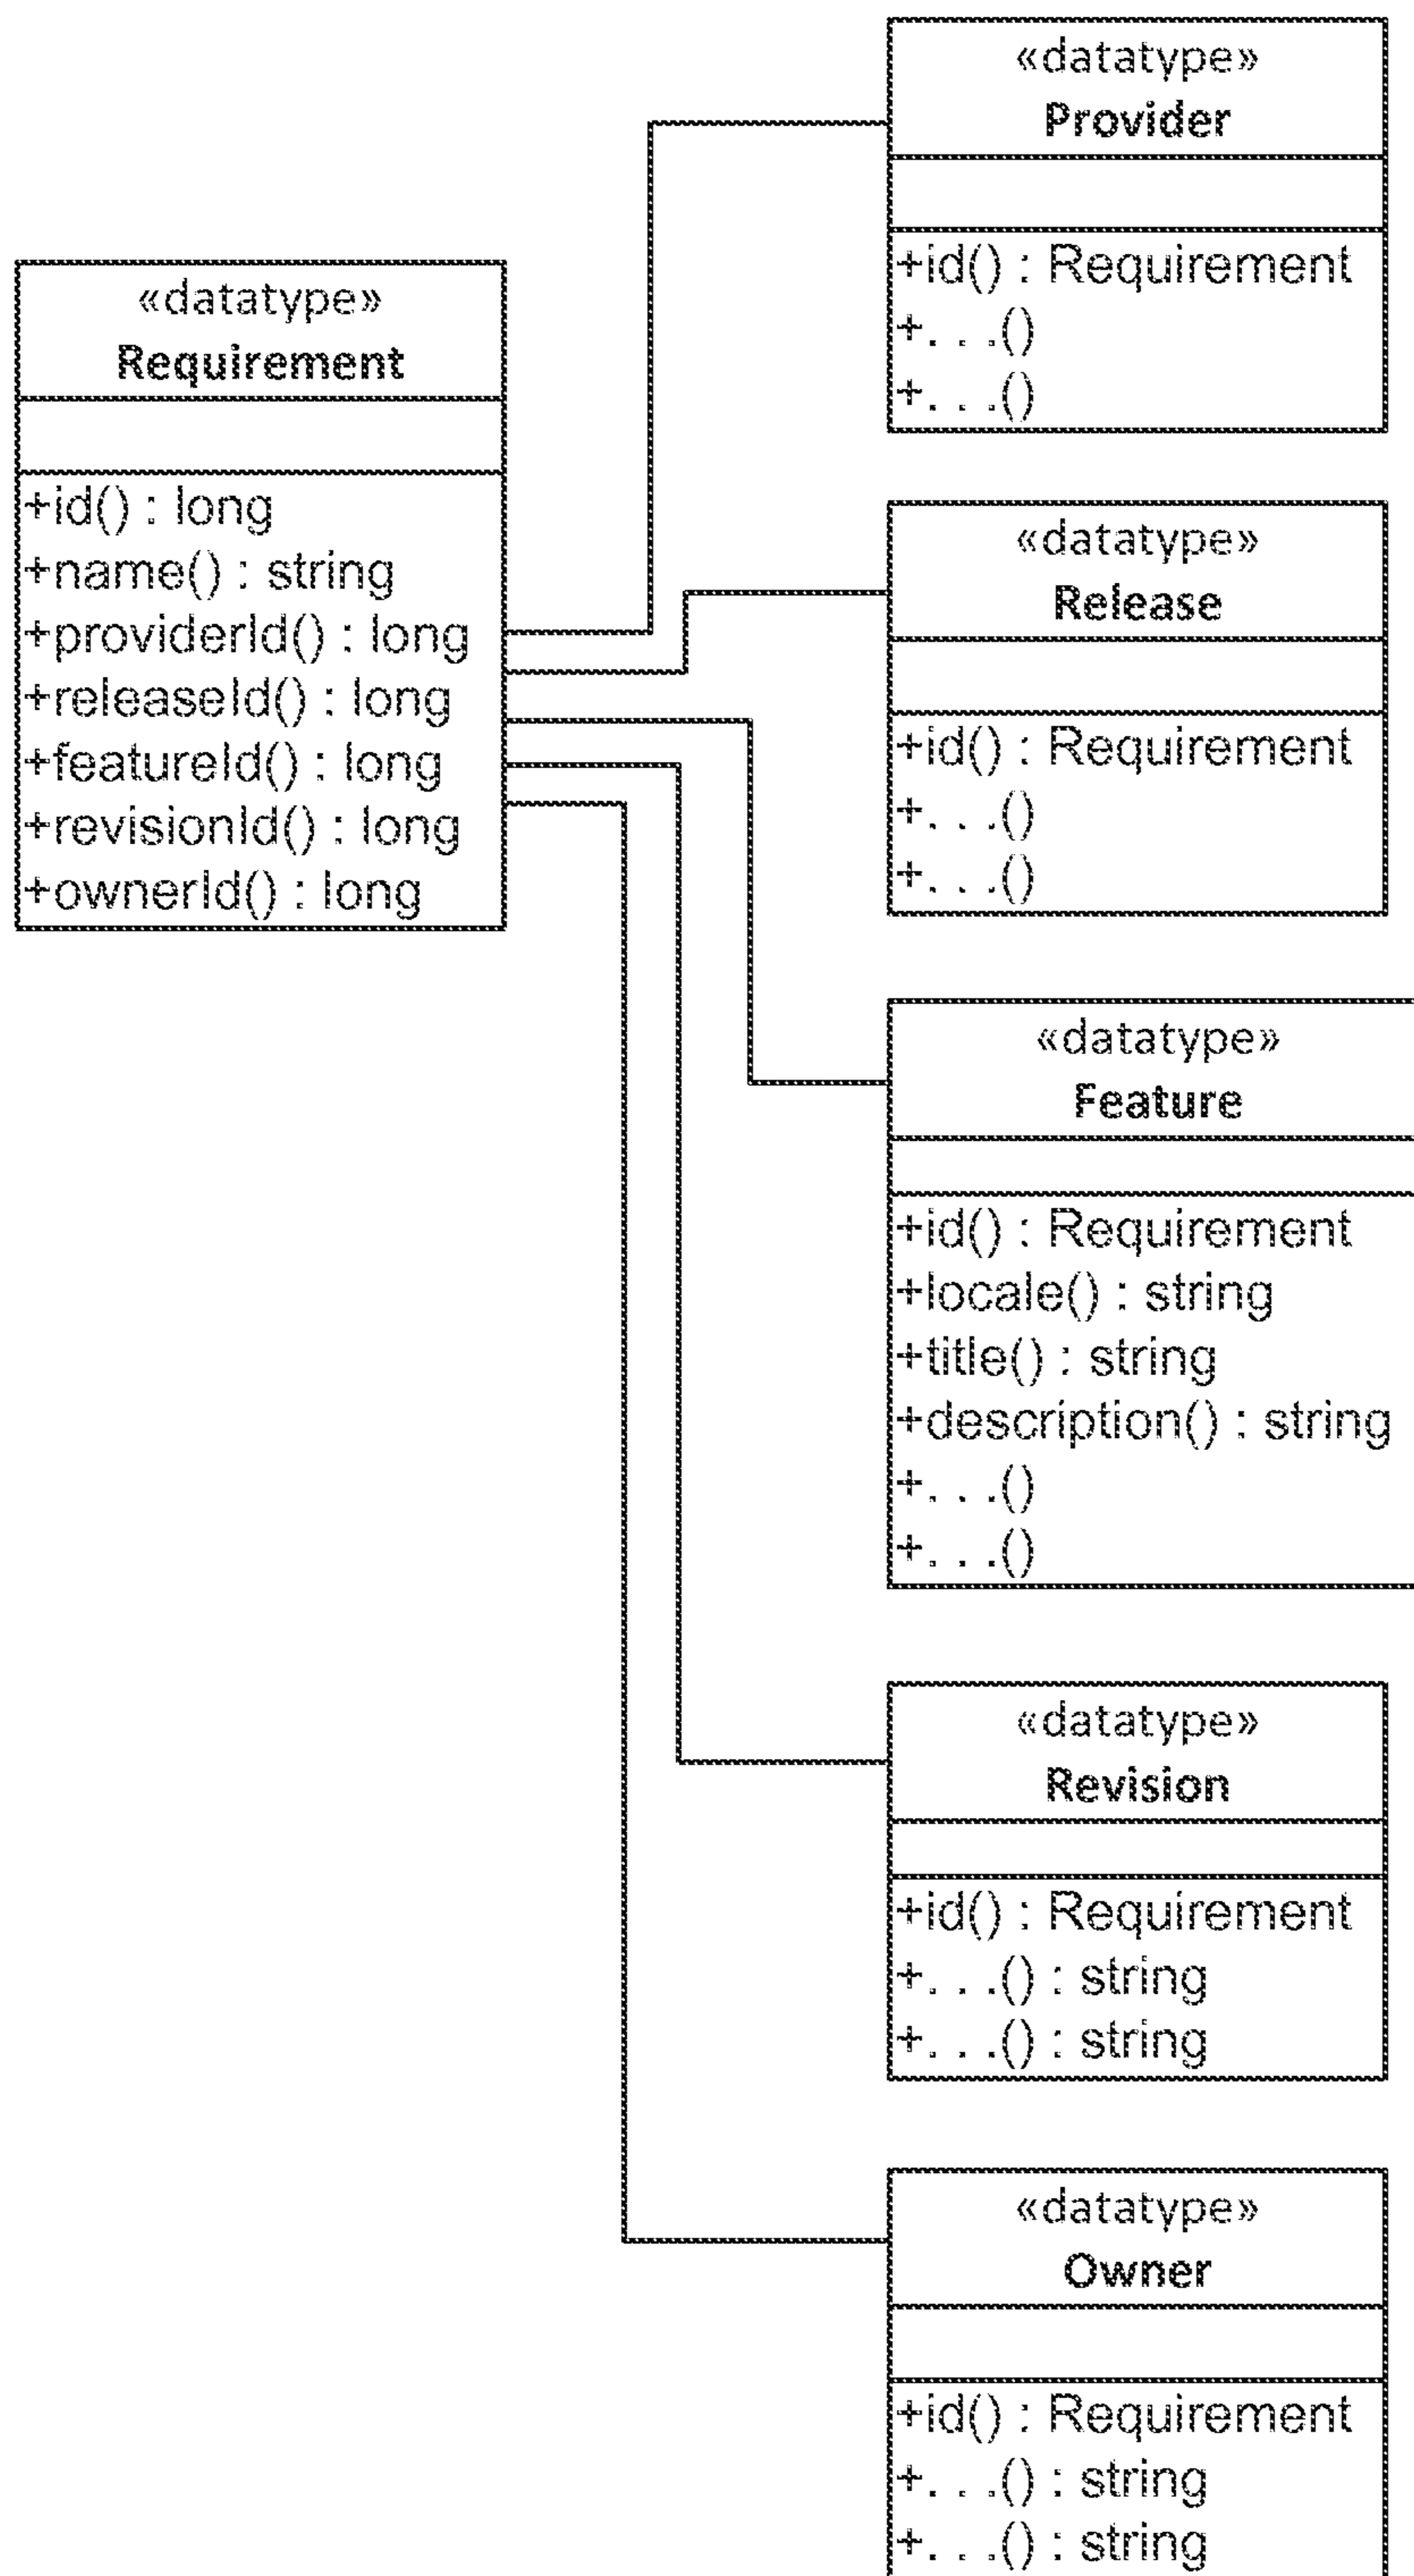 «datatype»
Provider
+id() : Requirement
+. . .()
+. . .()
«datatype»
Requirement
+id() : long
+name() : string
+providerId() : long
+releaseId() : long
+featureId() : long
+revisionId() : long
+ownerId() : long
«datatype»
Release
+id() : Requirement
+. . .()
+. . .()
«datatype»
Feature
+id() : Requirement
+locale() : string
+title() : string
+description() : string
+. . .()
+. . .()
«datatype»
Revision
+id() : Requirement
+. . .() : string
+. . .() : string
«datatype»
Owner
+id() : Requirement
+. . .() : string
+. . .() : string